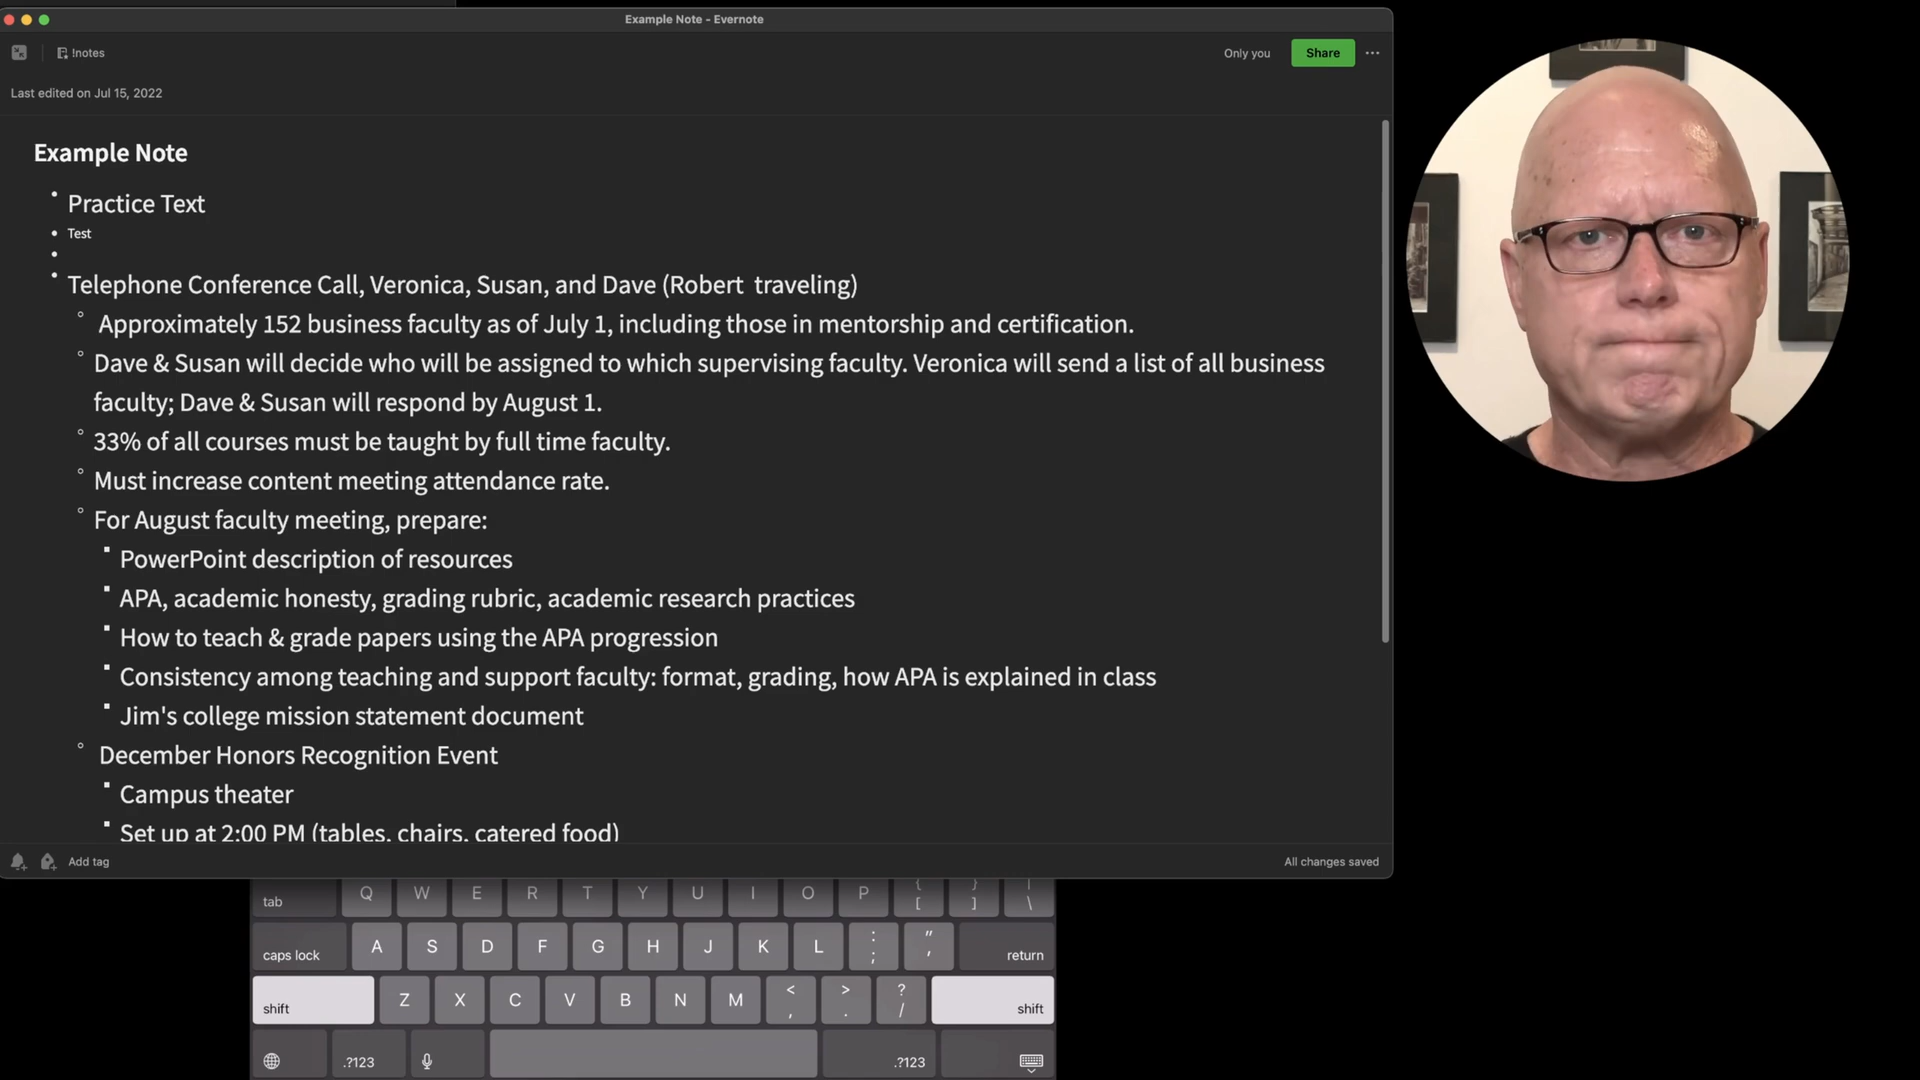 Example Note - Evernote
!notes
Only you
Share
Last edited on Jul 15, 2022
Example Note
Practice Text
Test
Telephone Conference Call, Veronica, Susan, and Dave (Robert  traveling)
Approximately 152 business faculty as of July 1, including those in mentorship and certification.
Dave & Susan will decide who will be assigned to which supervising faculty. Veronica will send a list of all business
faculty; Dave & Susan will respond by August 1.
33% of all courses must be taught by full time faculty.
Must increase content meeting attendance rate.
For August faculty meeting, prepare:
PowerPoint description of resources
APA, academic honesty, grading rubric, academic research practices
How to teach & grade papers using the APA progression
Consistency among teaching and support faculty: format, grading, how APA is explained in class
Jim's college mission statement document
December Honors Recognition Event
Campus theater
Set up at 2:00 PM (tables, chairs, catered food)
Add tag
All changes saved
tab Q W E R T Y U I O P { [ } ] | \
caps lock A S D F G H J K L : ; " ' return
shift Z X C V B N M < , > . ? / shift
.?123 .?123